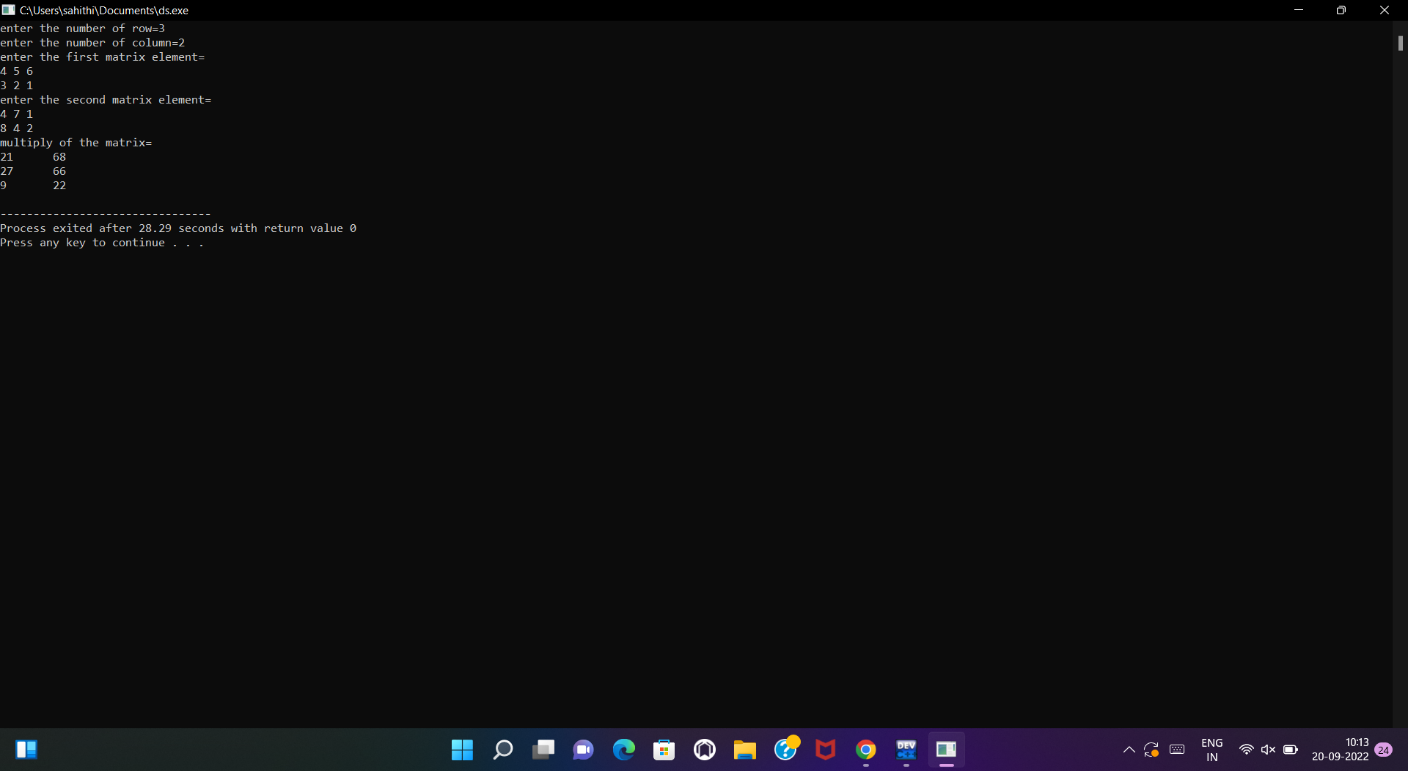 C:\Users\sahithi\Documents\ds.exe
enter the number of row=3
enter the number of column=2
enter the first matrix element=
4 5 6
3 2 1
enter the second matrix element=
4 7 1
8 4 2
multiply of the matrix=
21 68
27 66
9 22
--------------------------------
Process exited after 28.29 seconds with return value 0
Press any key to continue . . .
DEV
C++
ENG
IN
10:13
20-09-2022
24